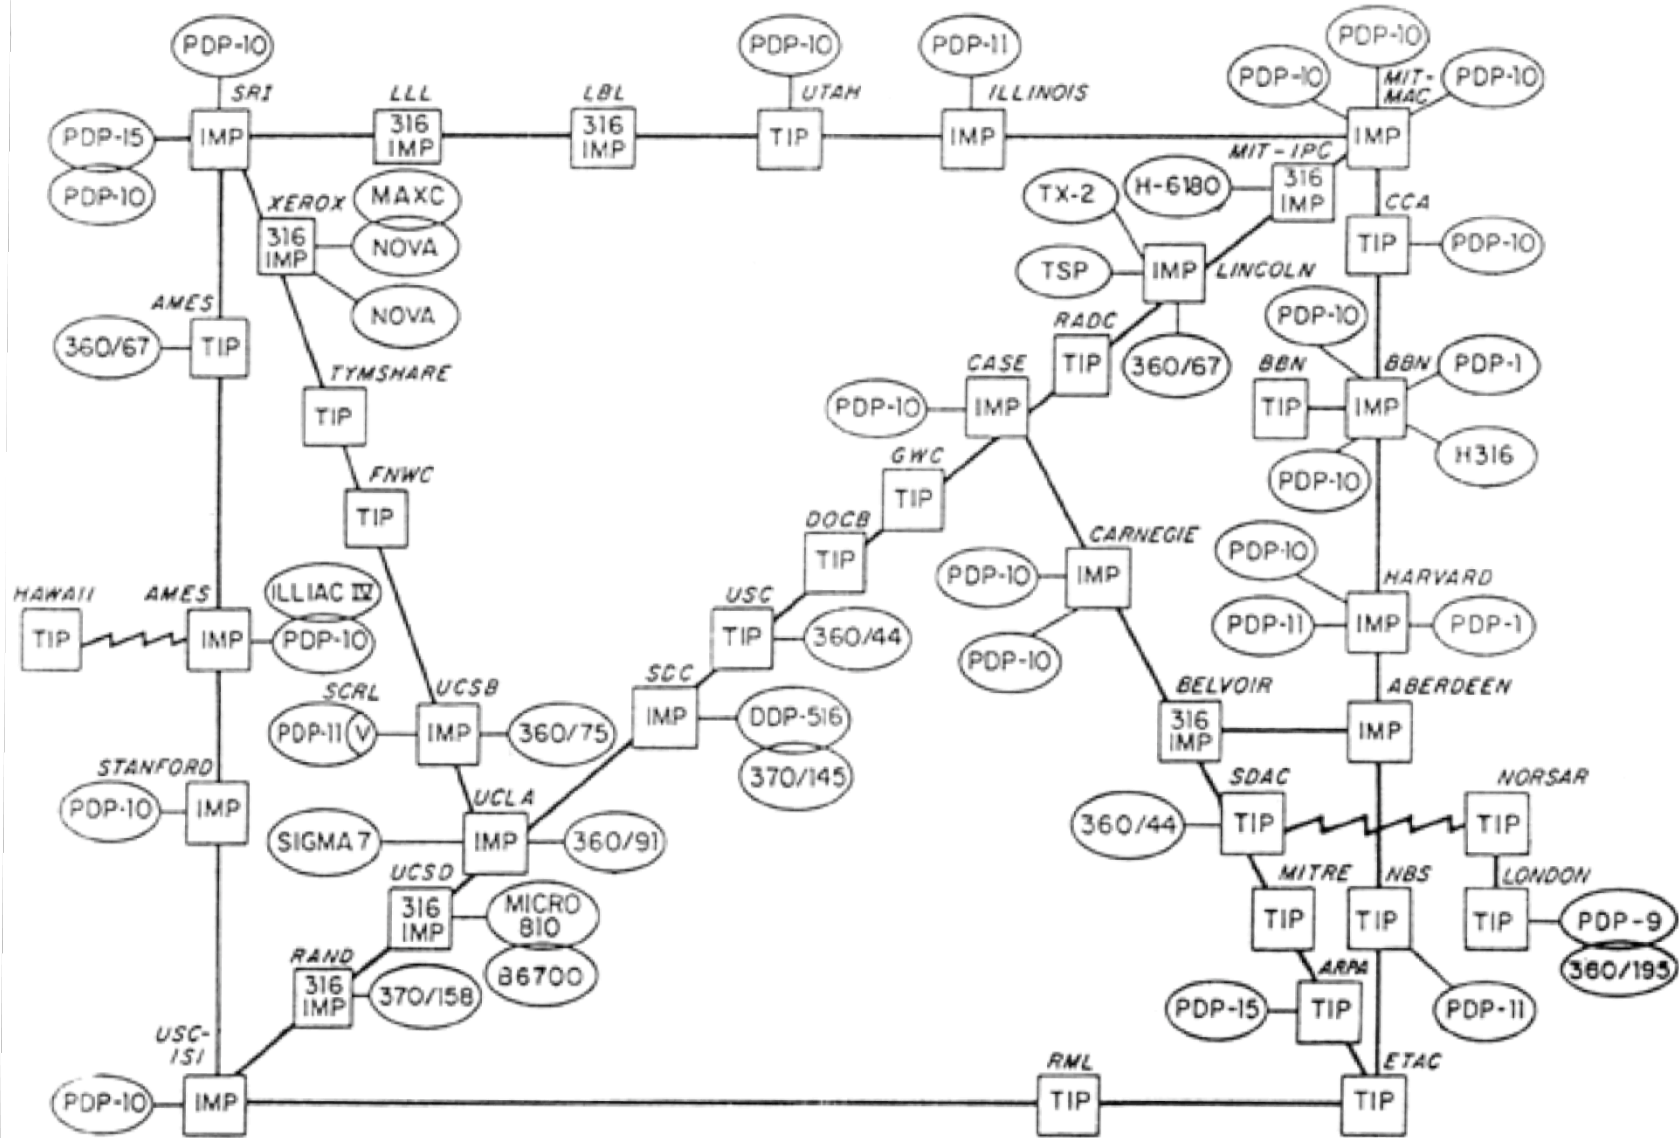 PDP-10
PDP-10
PDP-11
PDP-10
PDP-10
MIT-
MAC
PDP-10
SRI
LLL
LBL
UTAH
ILLINOIS
PDP-15
IMP
316
IMP
316
IMP
TIP
IMP
IMP
PDP-10
MIT-IPC
XEROX
MAXC
TX-2
H-6180
316
IMP
CCA
316
IMP
NOVA
TIP
PDP-10
TSP
IMP
LINCOLN
NOVA
AMES
PDP-10
360/67
TIP
RADC
TIP
360/67
TYMSHARE
TIP
CASE
BBN
BBN
PDP-1
PDP-10
IMP
TIP
IMP
FNWC
TIP
GWC
TIP
PDP-10
H316
DOCB
TIP
CARNEGIE
PDP-10
IMP
PDP-10
HAWAII
AMES
ILLIAC IV
HARVARD
TIP
IMP
PDP-10
USC
TIP
360/44
PDP-11
IMP
PDP-1
PDP-10
SCRL
UCSB
SDC
BELVOIR
ABERDEEN
PDP-11
V
IMP
360/75
IMP
DDP-516
316
IMP
IMP
370/145
STANFORD
SDAC
NORSAR
PDP-10
IMP
UCLA
360/44
TIP
TIP
SIGMA 7
IMP
360/91
UCSD
MITRE
NBS
LONDON
316
IMP
MICRO
810
TIP
TIP
TIP
PDP-9
B6700
360/195
RAND
316
IMP
370/158
ARPA
PDP-15
TIP
PDP-11
USC-
ISI
RML
ETAC
PDP-10
IMP
TIP
TIP